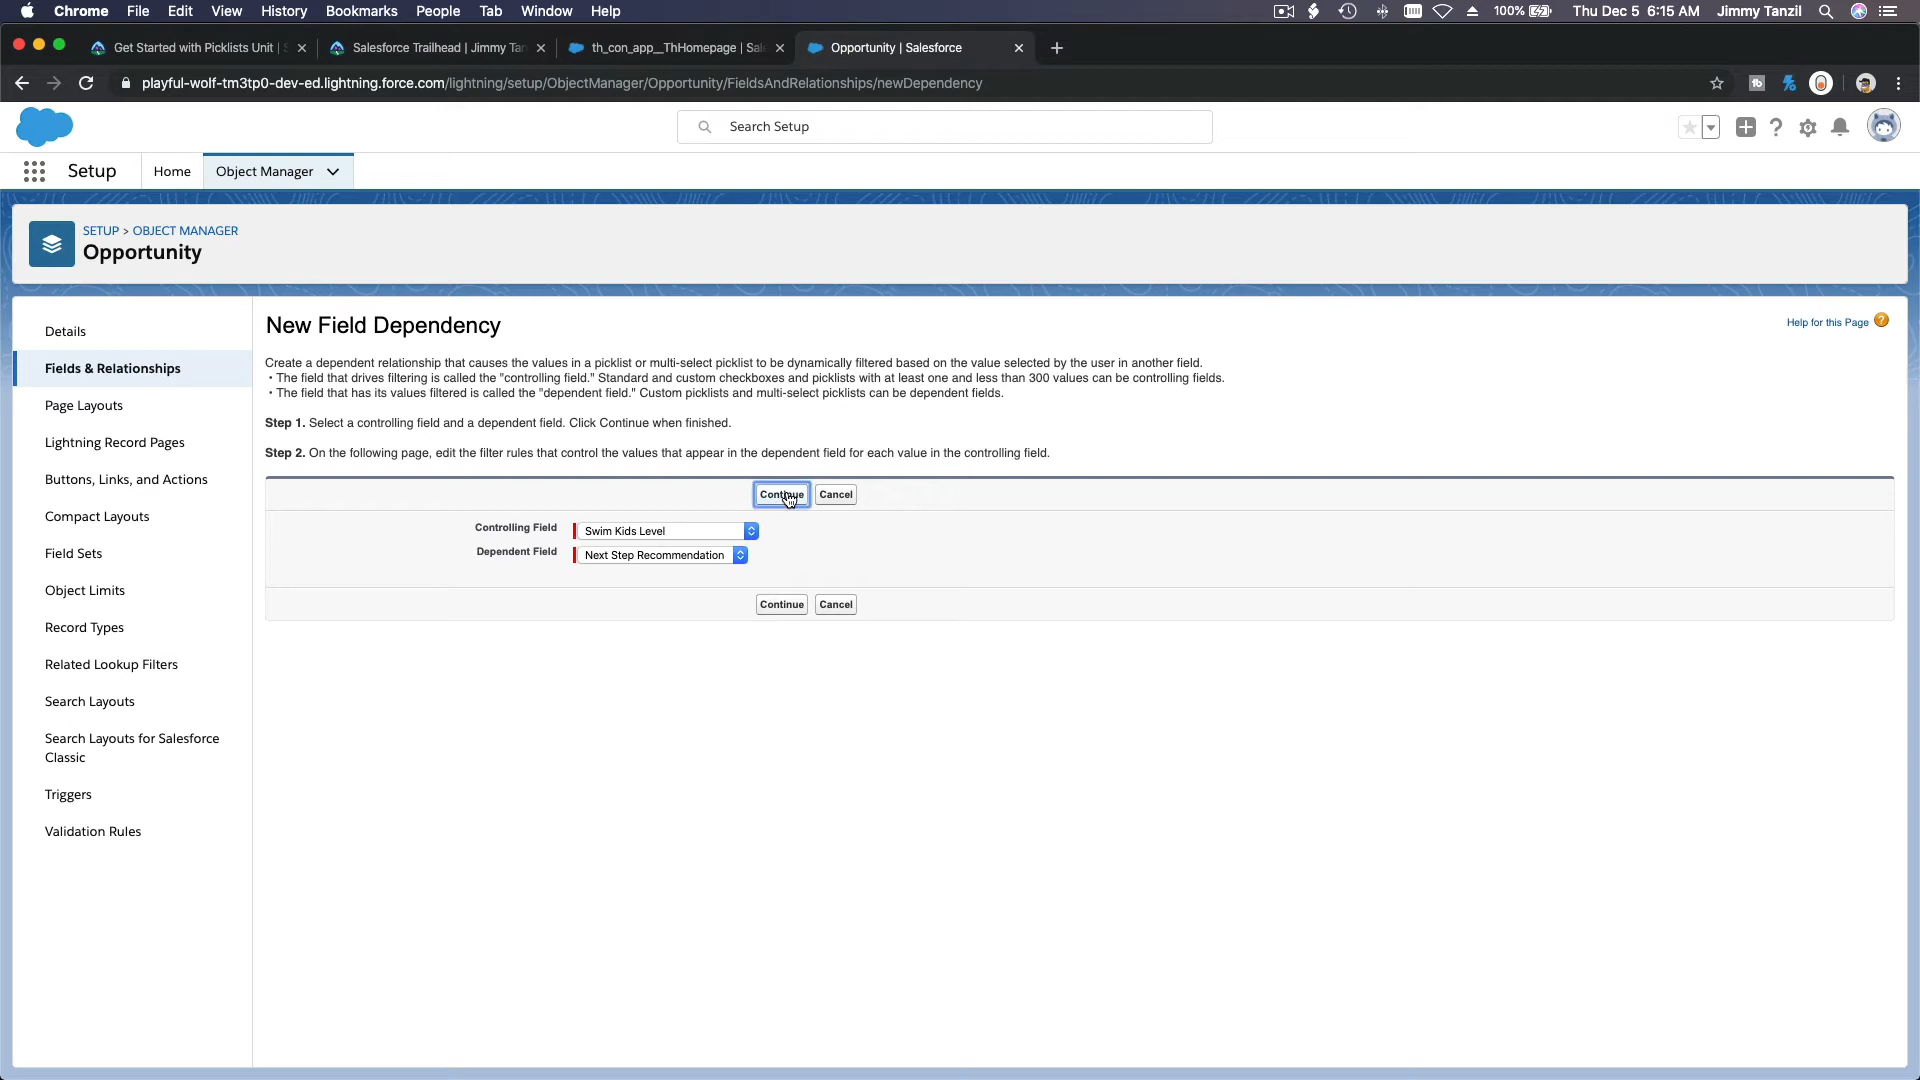 Chrome File Edit View History Bookmarks People Tab Window Help 100% Thu Dec 5 6:15 AM Jimmy Tanzil
Get Started with Picklists Unit | S
Salesforce Trailhead | Jimmy Tan
th_con_app__ThHomepage | Sale
Opportunity | Salesforce
playful-wolf-tm3tp0-dev-ed.lightning.force.com/lightning/setup/ObjectManager/Opportunity/FieldsAndRelationships/newDependency
Search Setup
Setup Home Object Manager
SETUP > OBJECT MANAGER
Opportunity
Details
Fields & Relationships
Page Layouts
Lightning Record Pages
Buttons, Links, and Actions
Compact Layouts
Field Sets
Object Limits
Record Types
Related Lookup Filters
Search Layouts
Search Layouts for Salesforce
Classic
Triggers
Validation Rules
New Field Dependency
Help for this Page ?
Create a dependent relationship that causes the values in a picklist or multi-select picklist to be dynamically filtered based on the value selected by the user in another field.
• The field that drives filtering is called the "controlling field." Standard and custom checkboxes and picklists with at least one and less than 300 values can be controlling fields.
• The field that has its values filtered is called the "dependent field." Custom picklists and multi-select picklists can be dependent fields.
Step 1. Select a controlling field and a dependent field. Click Continue when finished.
Step 2. On the following page, edit the filter rules that control the values that appear in the dependent field for each value in the controlling field.
Continue Cancel
Controlling Field Swim Kids Level
Dependent Field Next Step Recommendation
Continue Cancel